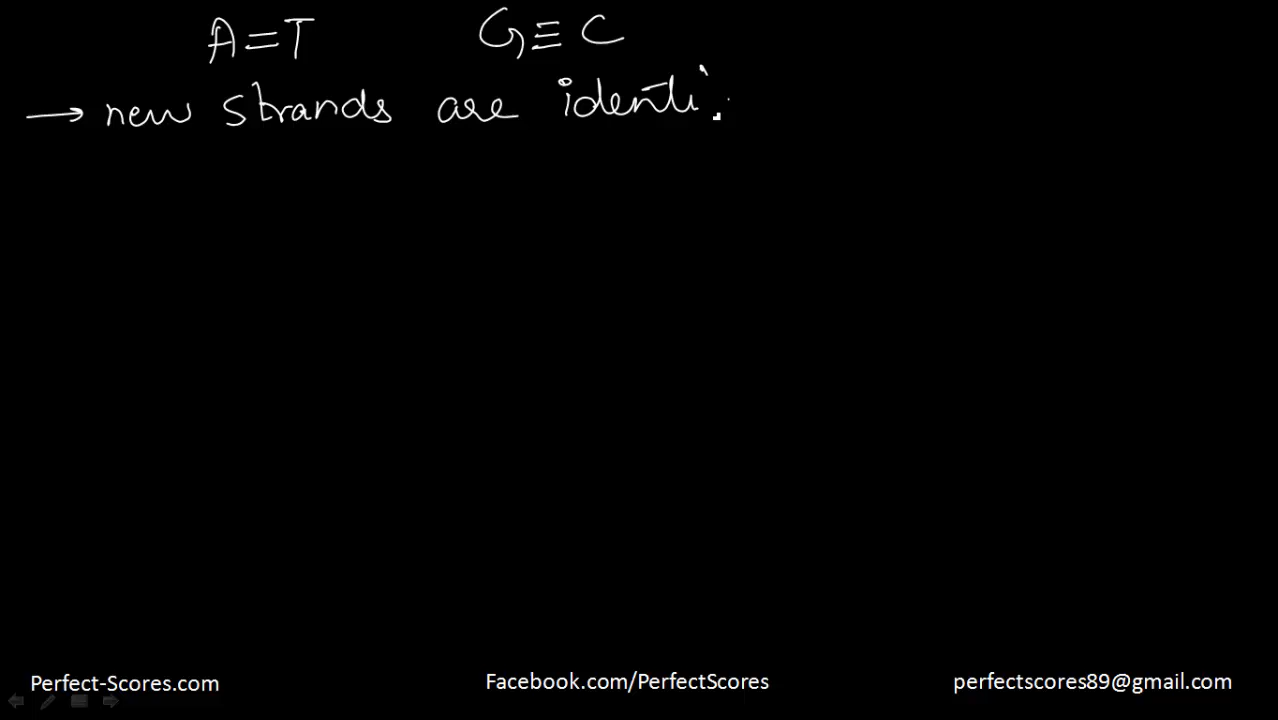 A=T G≡C
→ new strands are identi
Perfect-Scores.com Facebook.com/PerfectScores perfectscores89@gmail.com